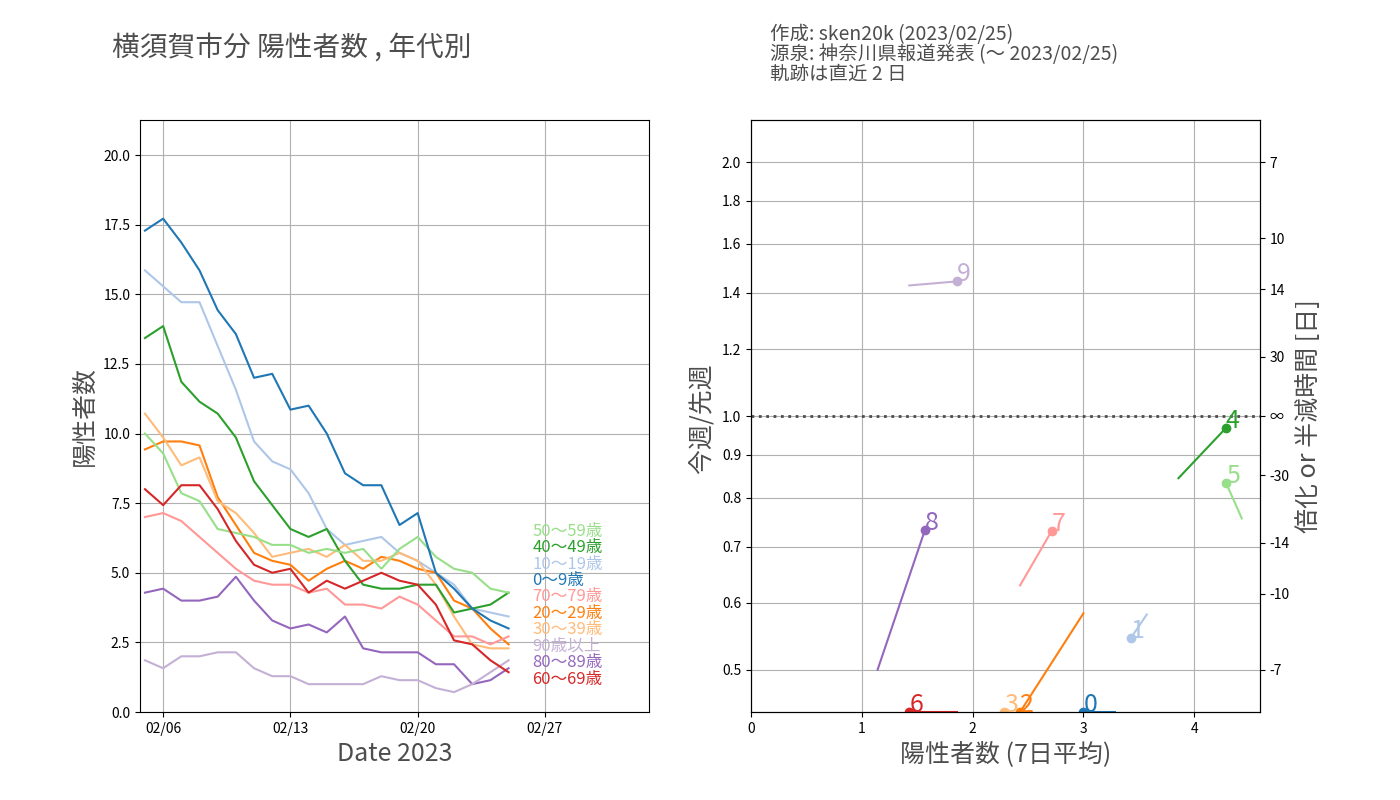 横須賀市分 陽性者数 , 年代別
作成: sken20k (2023/02/25)
源泉: 神奈川県報道発表 (～ 2023/02/25)
軌跡は直近 2 日
陽性者数
20.0
17.5
15.0
12.5
10.0
7.5
5.0
2.5
0.0
50～59歳
40～49歳
10～19歳
0～9歳
70～79歳
20～29歳
30～39歳
90歳以上
80～89歳
60～69歳
02/06
02/13
02/20
02/27
Date 2023
今週/先週
2.0
1.8
1.6
1.4
1.2
1.0
0.9
0.8
0.7
0.6
0.5
9
4
5
8
7
1
6
3
2
0
7
10
14
30
∞
-30
-14
-10
-7
倍化 or 半減時間 [日]
0
1
2
3
4
陽性者数 (7日平均)